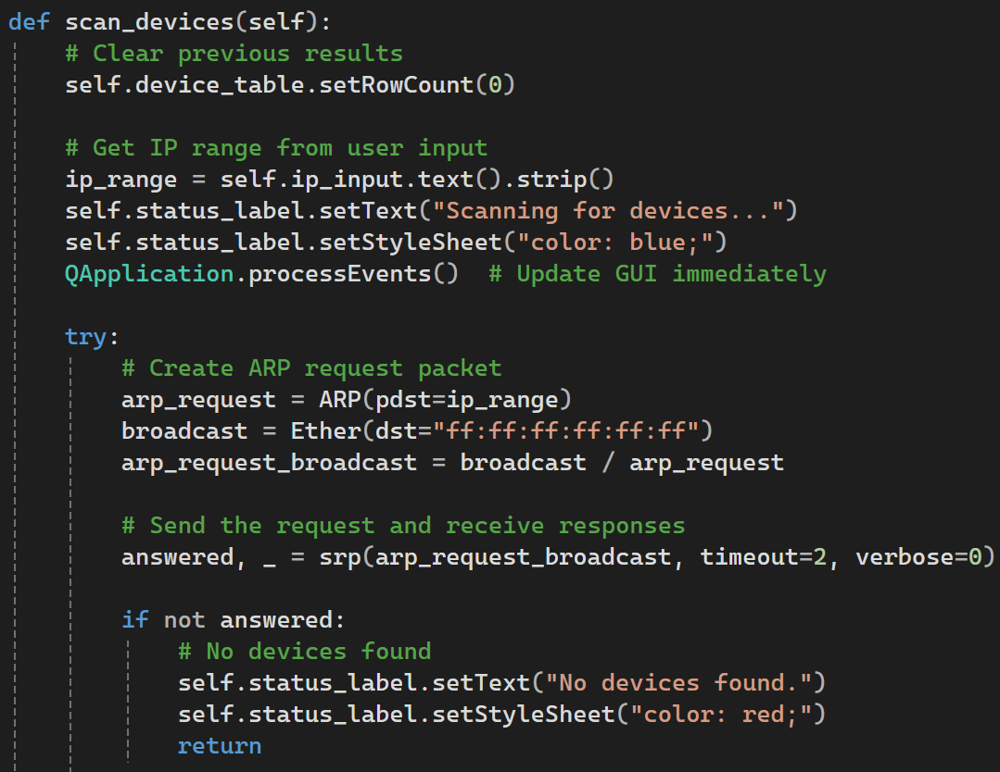 def scan_devices(self):
    # Clear previous results
    self.device_table.setRowCount(0)

    # Get IP range from user input
    ip_range = self.ip_input.text().strip()
    self.status_label.setText("Scanning for devices...")
    self.status_label.setStyleSheet("color: blue;")
    QApplication.processEvents()  # Update GUI immediately

    try:
        # Create ARP request packet
        arp_request = ARP(pdst=ip_range)
        broadcast = Ether(dst="ff:ff:ff:ff:ff:ff")
        arp_request_broadcast = broadcast / arp_request

        # Send the request and receive responses
        answered, _ = srp(arp_request_broadcast, timeout=2, verbose=0)

        if not answered:
            # No devices found
            self.status_label.setText("No devices found.")
            self.status_label.setStyleSheet("color: red;")
            return